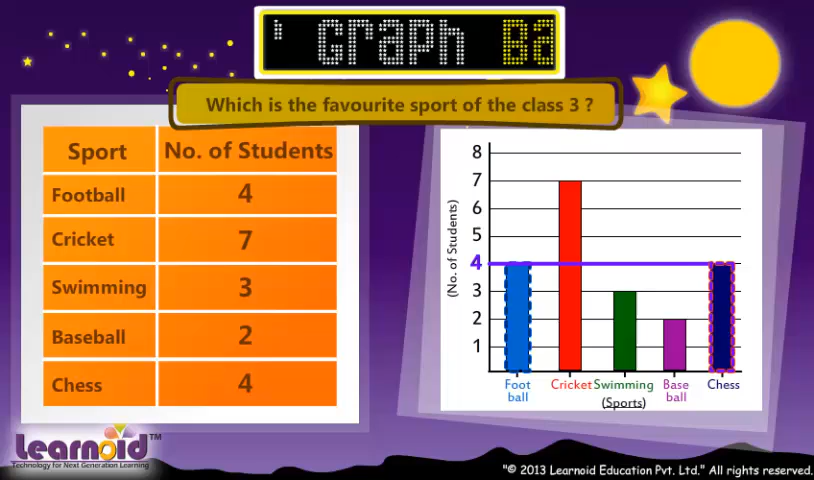 ' Graph Ba
Which is the favourite sport of the class 3 ?
Sport No. of Students
Football 4
Cricket 7
Swimming 3
Baseball 2
Chess 4
8
7
6
5
4
3
2
1
(No. of Students)
Foot ball Cricket Swimming Base ball Chess
(Sports)
Learnoid™
Technology for Next Generation Learning
"© 2013 Learnoid Education Pvt. Ltd." All rights reserved.